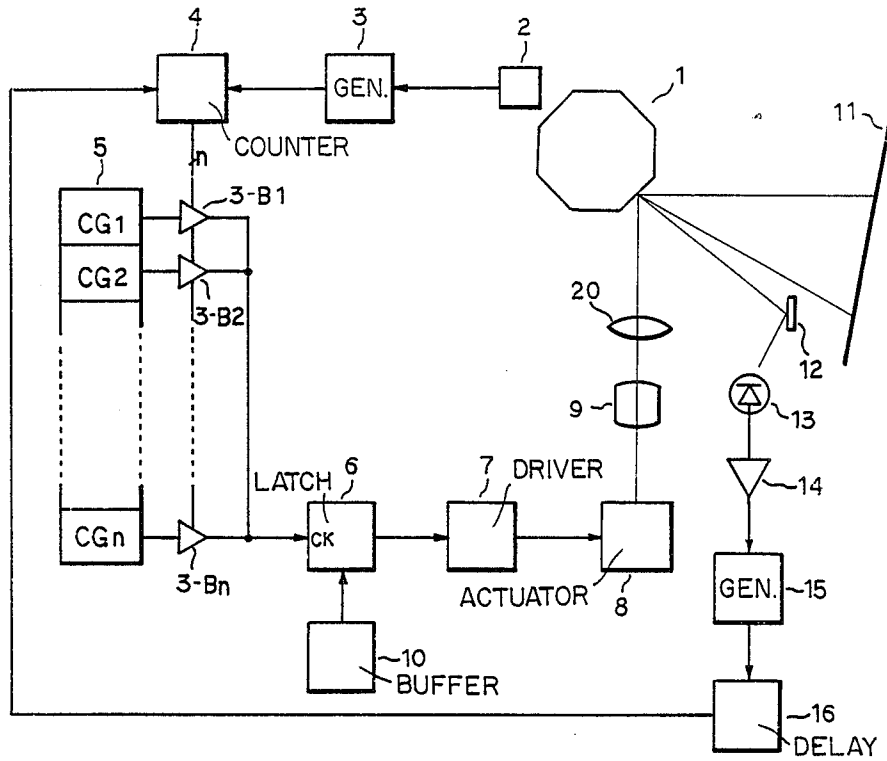 4
3
2
1
GEN.
11
COUNTER
n
5
3-B1
CG1
CG2
3-B2
20
12
9
13
6
7
DRIVER
LATCH
14
CGn
CK
3-Bn
ACTUATOR
8
GEN.
15
10
BUFFER
16
DELAY